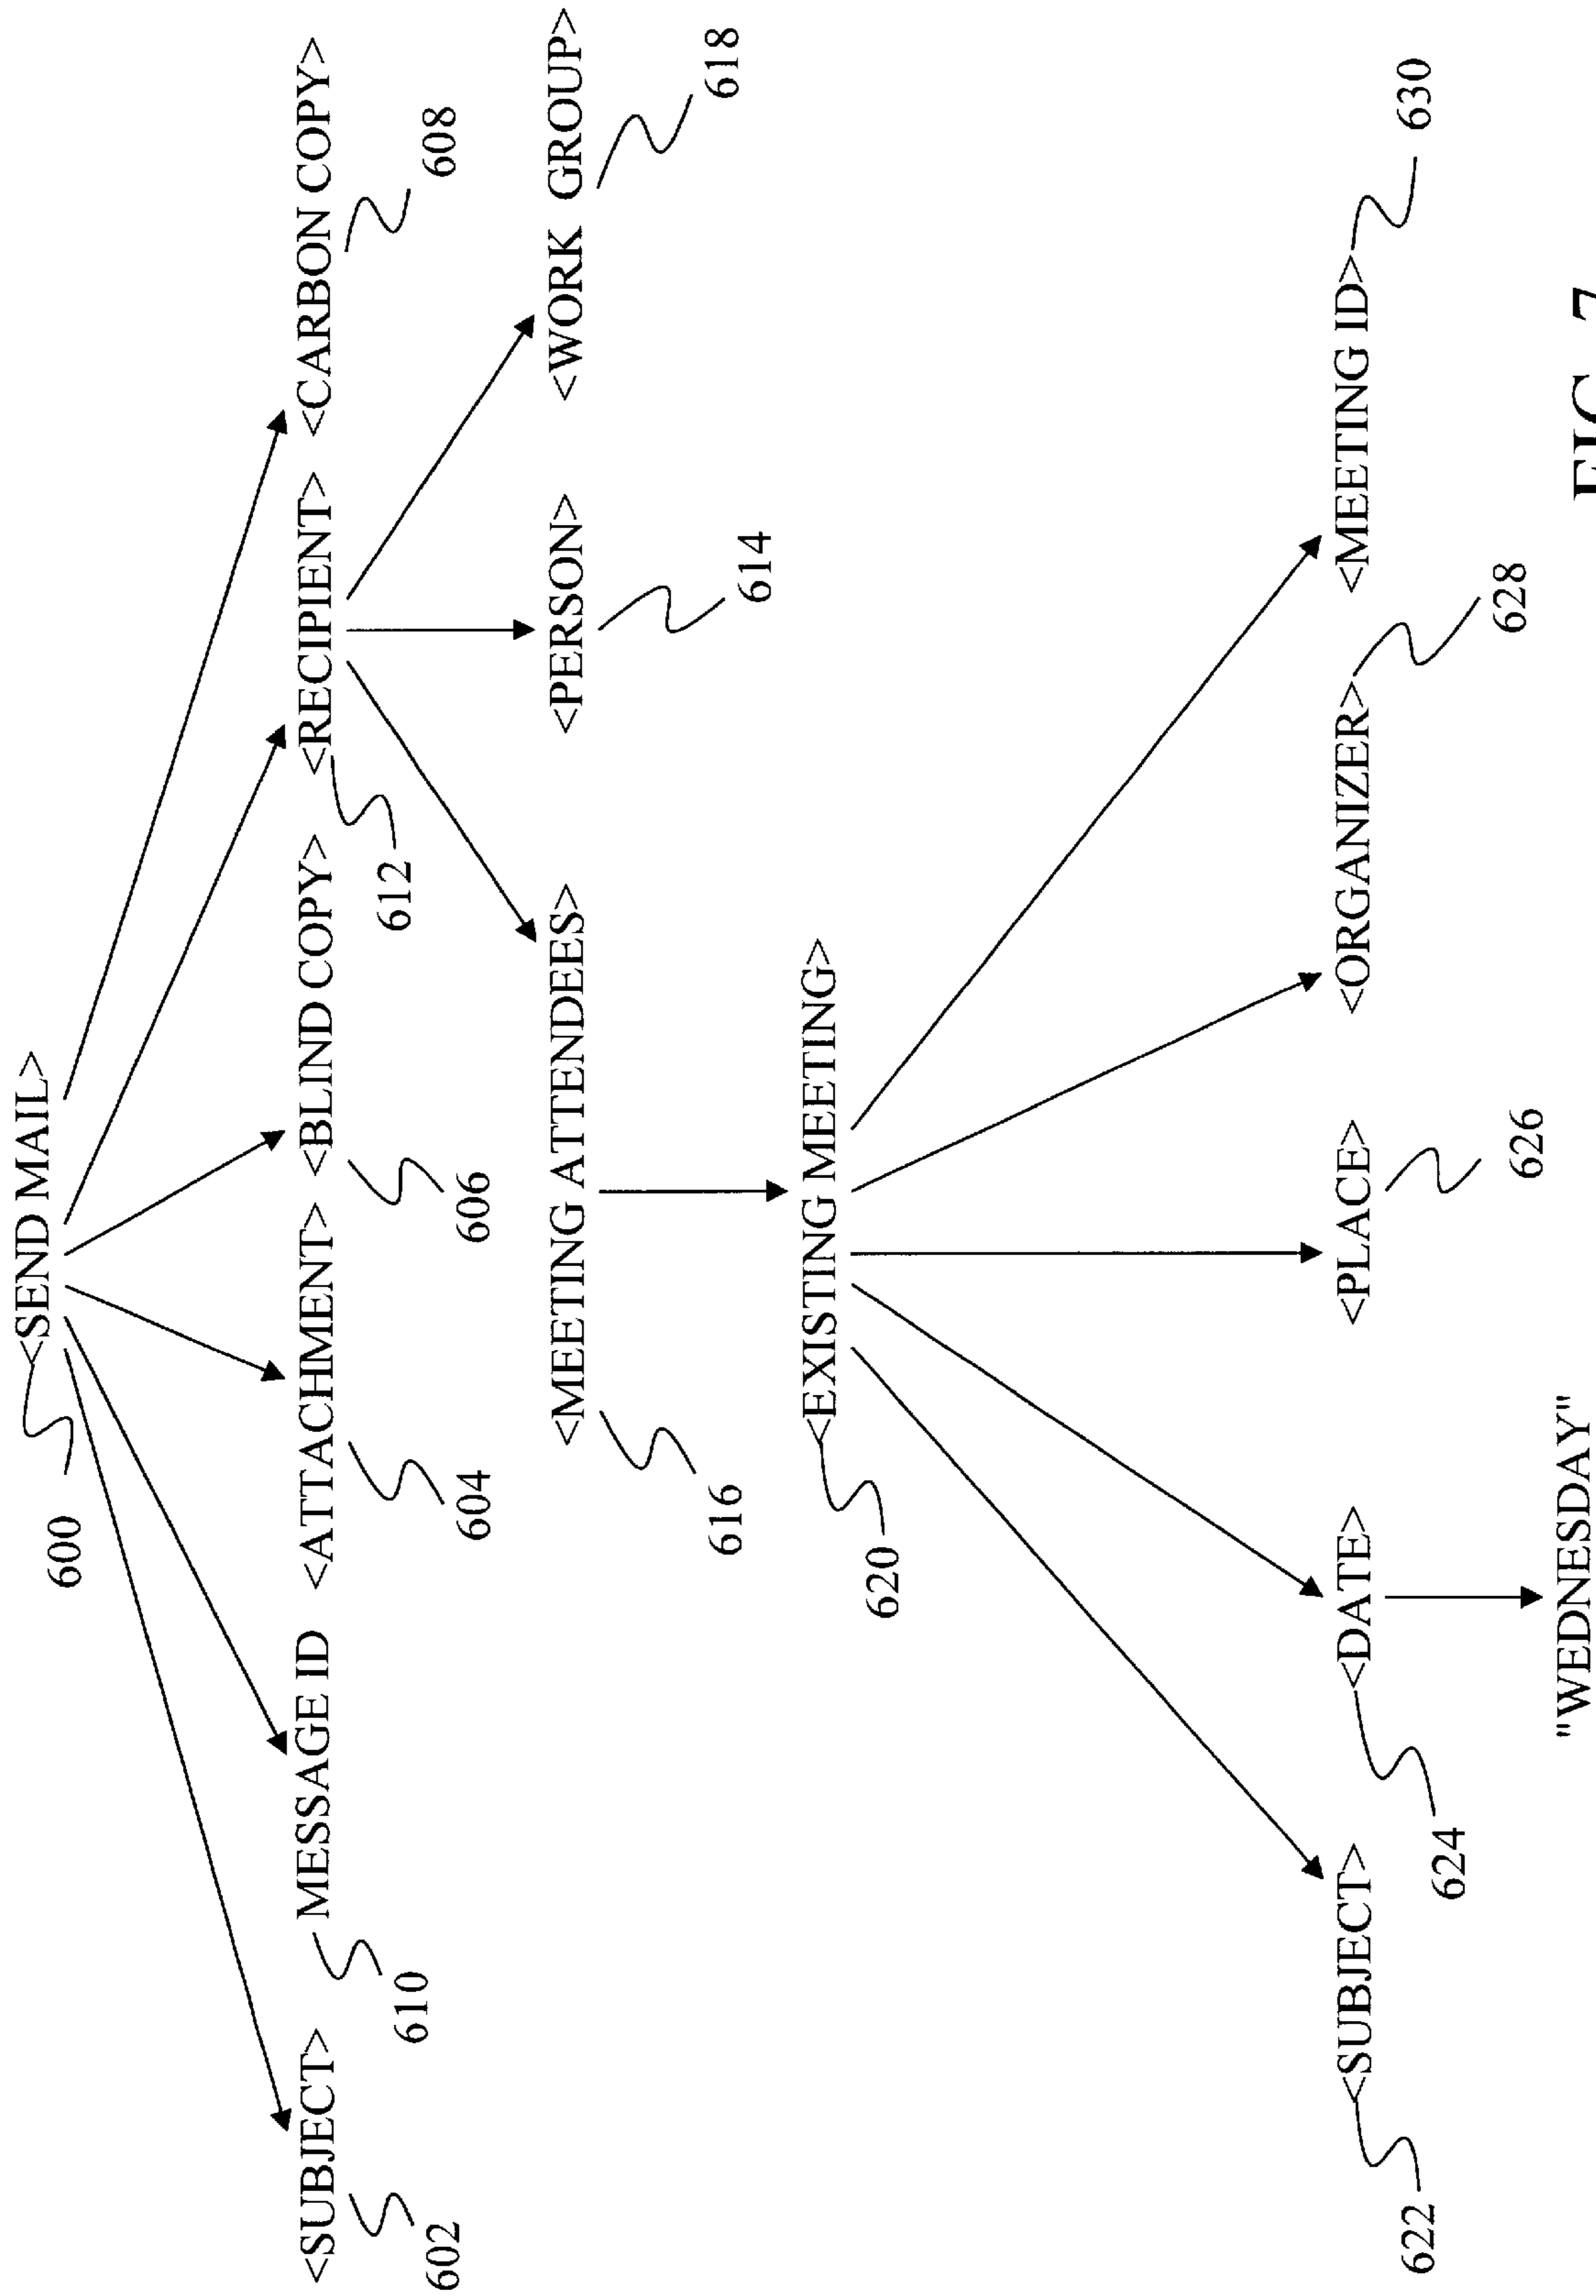 <SEND MAIL>
600
<SUBJECT> MESSAGE ID <ATTACHMENT> <BLIND COPY> <RECIPIENT> <CARBON COPY>
602 610 604 606 612 608
<MEETING ATTENDEES> <PERSON> <WORK GROUP>
616 614 618
<EXISTING MEETING>
620
<SUBJECT> <DATE> <PLACE> <ORGANIZER> <MEETING ID>
622 624 626 628 630
"WEDNESDAY"